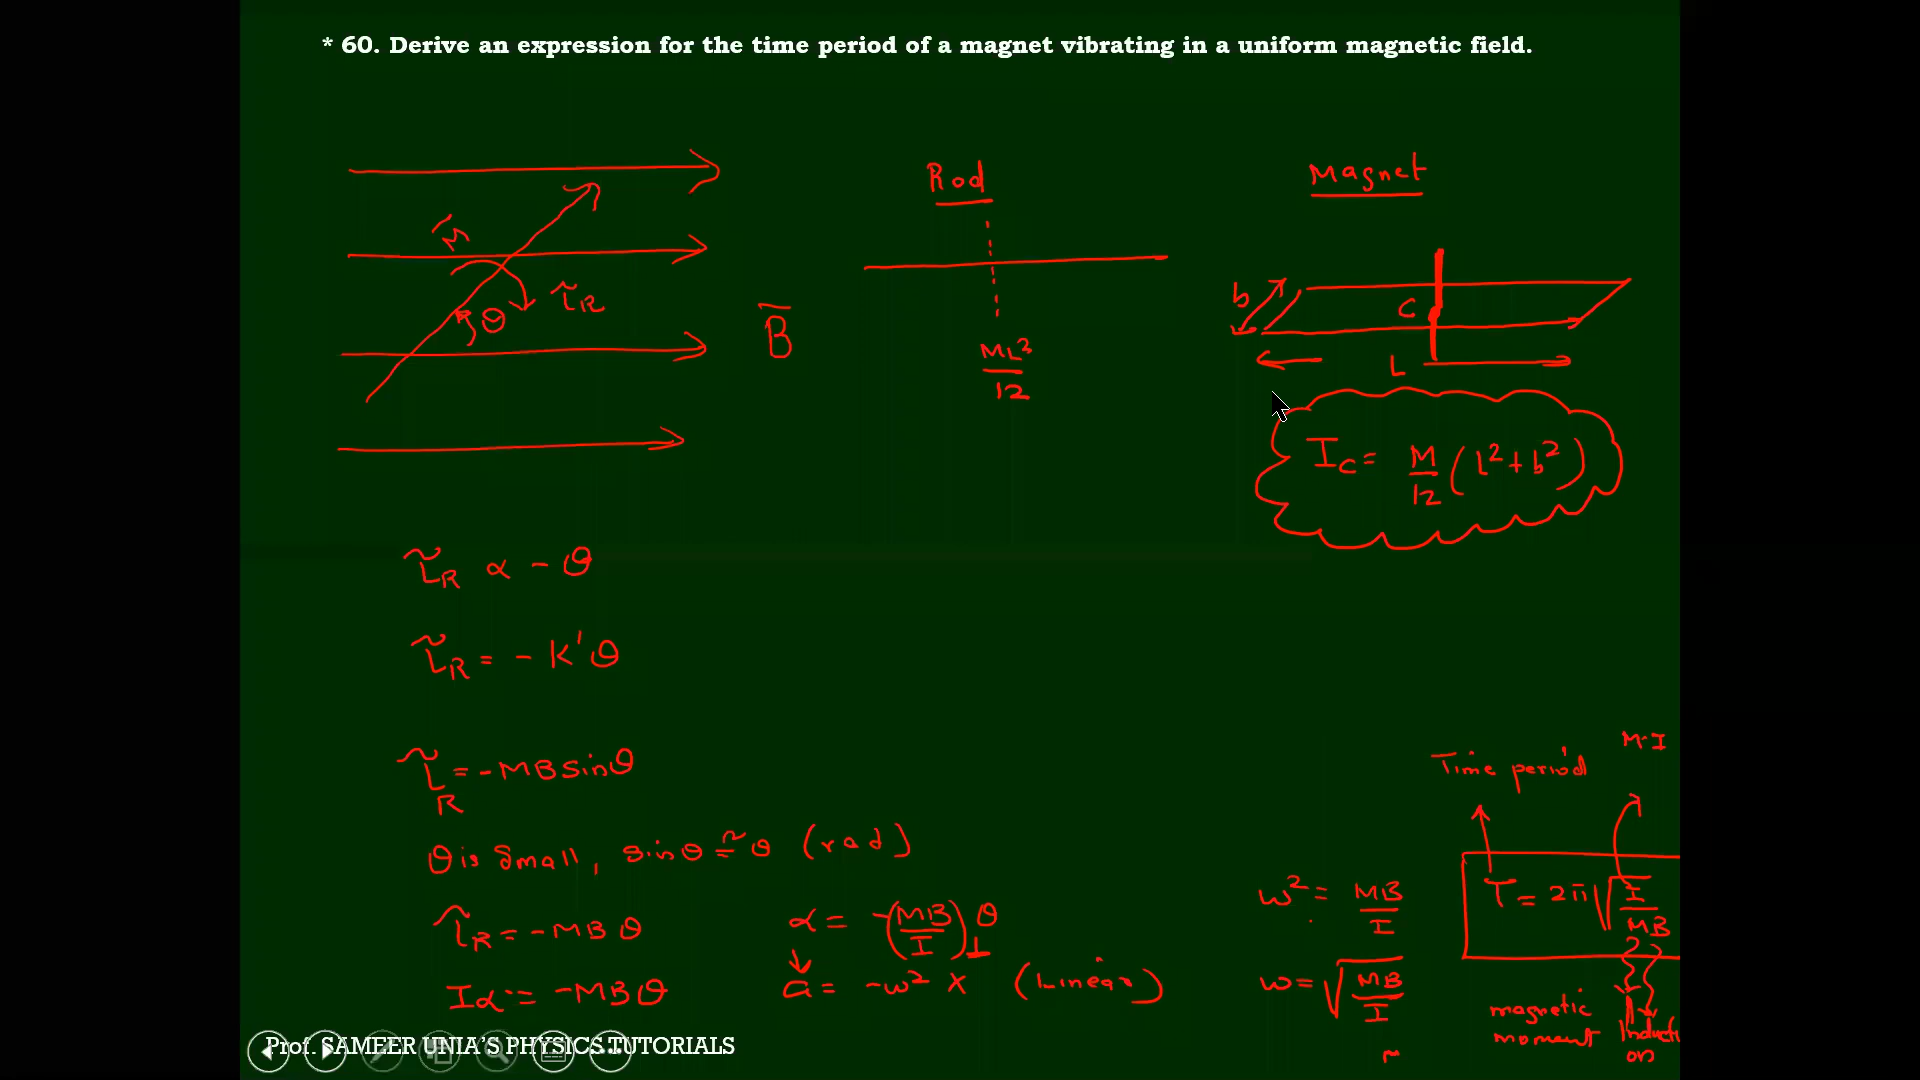 * 60. Derive an expression for the time period of a magnet vibrating in a uniform magnetic field.
Rod
Magnet
M
θ
τR
B
ML²
12
b
C
L
IC = M/12 (l² + b²)
τR α - θ
τR = - K'θ
τR = - MB sinθ
θ is small, sinθ ≃ θ (rad)
τR = - MBθ
Iα = - MBθ
α = -(MB/I) θ
a = -ω² x (Linear)
ω² = MB/I
ω = √MB/I
Time period
M·I
T = 2π √I/MB
magnetic
moment
Inducti
on
Prof. SAMEER UNIA'S PHYSICS TUTORIALS